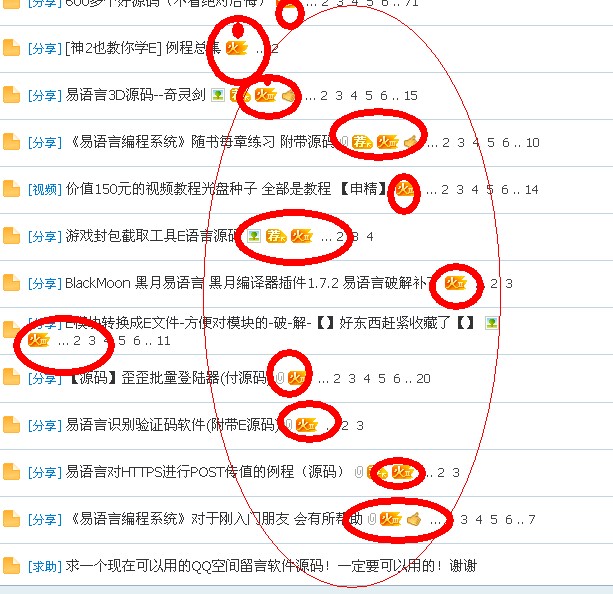 [分享] 600多个好源码（不看绝对后悔） ... 2 3 4 5 6 .. 71
[分享] [神2也教你学E] 例程总集 火 ... 2
[分享] 易语言3D源码--奇灵剑 荐 火 ... 2 3 4 5 6 .. 15
[分享] 《易语言编程系统》随书每章练习 附带源码 荐 火 ... 2 3 4 5 6 .. 10
[视频] 价值150元的视频教程光盘种子 全部是教程 【申精】 火 ... 2 3 4 5 6 .. 14
[分享] 游戏封包截取工具E语言源码 荐 火 ... 2 3 4
[分享] BlackMoon 黑月易语言 黑月编译器插件1.7.2 易语言破解补丁 火 ... 2 3
[分享] E模块转换成E文件-方便对模块的-破-解-【】好东西赶紧收藏了【】
火 ... 2 3 4 5 6 .. 11
[分享] 【源码】歪歪批量登陆器(付源码) 火 ... 2 3 4 5 6 .. 20
[分享] 易语言识别验证码软件(附带E源码) 火 ... 2 3
[分享] 易语言对HTTPS进行POST传值的例程（源码） 火 ... 2 3
[分享] 《易语言编程系统》对于刚入门朋友 会有所帮助 火 ... 2 3 4 5 6 .. 7
[求助] 求一个现在可以用的QQ空间留言软件源码！一定要可以用的！谢谢